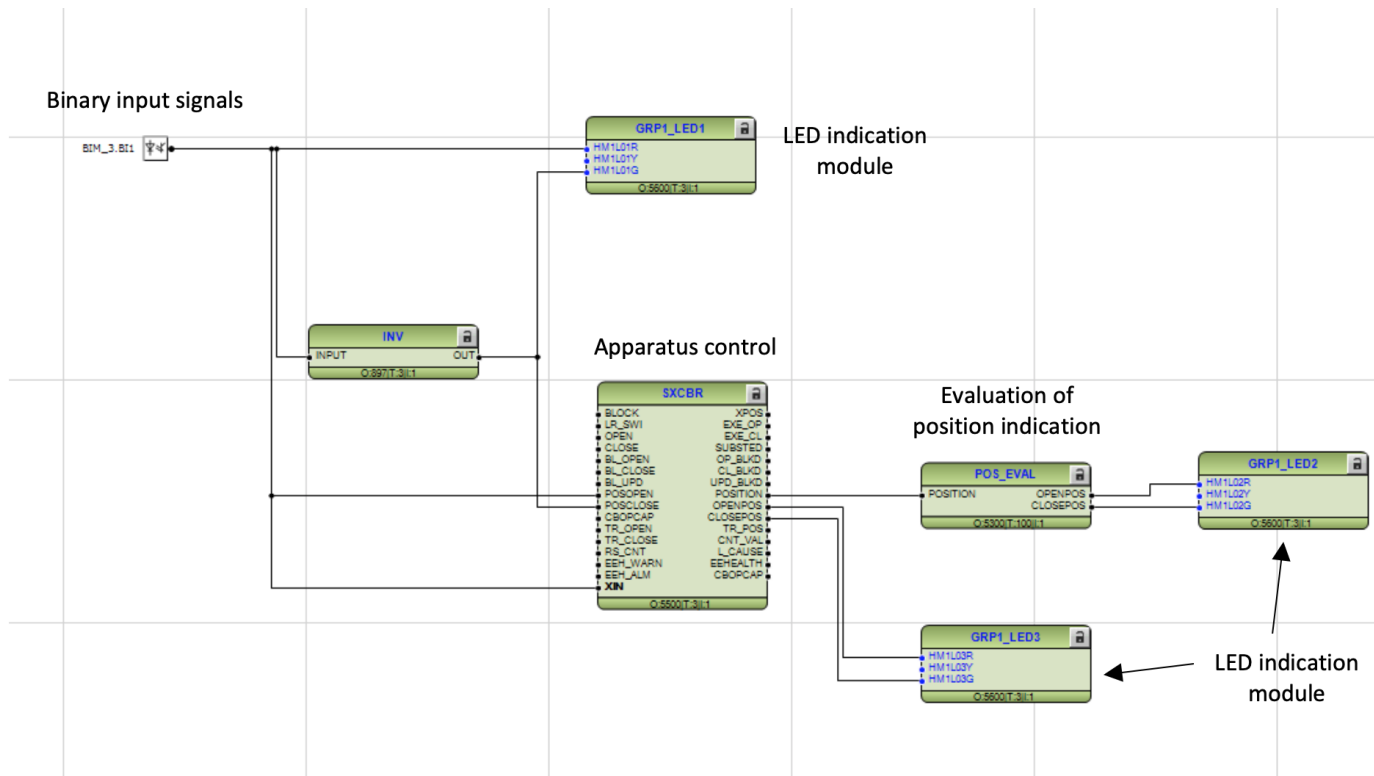 Binary input signals
BIM_3.BI1
GRP1_LED1
HM1L01R
HM1L01Y
HM1L01G
O:5600|T:3|I:1
LED indication
module
INV
INPUT OUT
O:897|T:3|I:1
Apparatus control
SXCBR
BLOCK XPOS
LR_SWI EXE_OP
OPEN EXE_CL
CLOSE SUBSTED
BL_OPEN OP_BLKD
BL_CLOSE CL_BLKD
BL_UPD UPD_BLKD
POSOPEN POSITION
POSCLOSE OPENPOS
CBOPCAP CLOSEPOS
TR_OPEN TR_POS
TR_CLOSE CNT_VAL
RS_CNT L_CAUSE
EEH_WARN EEHEALTH
EEH_ALM CBOPCAP
XIN
O:5500|T:3|I:1
Evaluation of
position indication
POS_EVAL
POSITION OPENPOS
CLOSEPOS
O:5300|T:100|I:1
GRP1_LED2
HM1L02R
HM1L02Y
HM1L02G
O:5600|T:3|I:1
GRP1_LED3
HM1L03R
HM1L03Y
HM1L03G
O:5600|T:3|I:1
LED indication
module